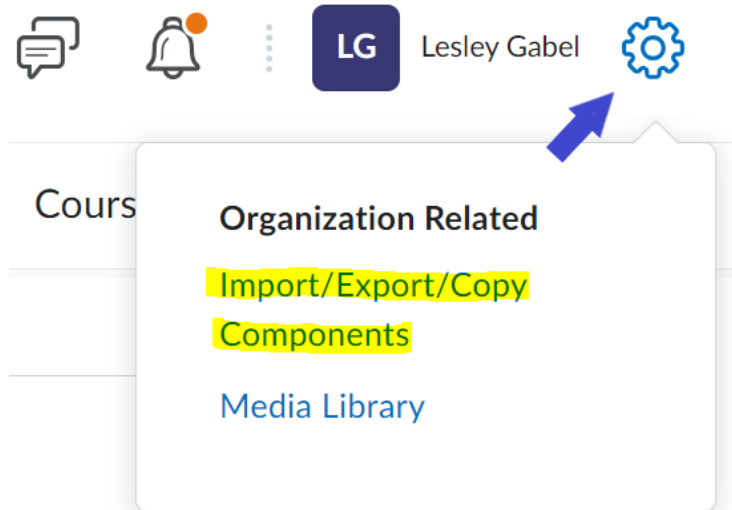 LG Lesley Gabel
Cours
Organization Related
Import/Export/Copy
Components
Media Library